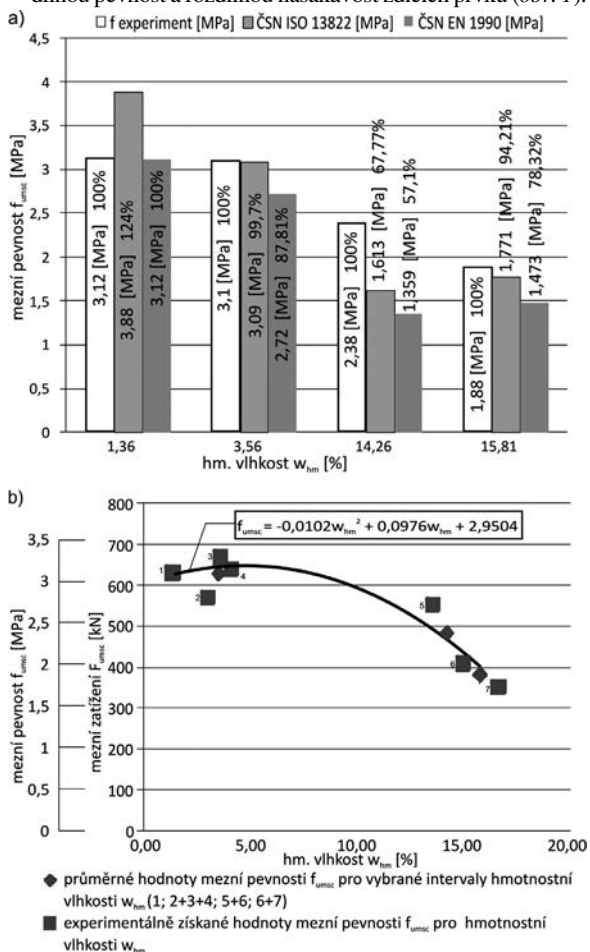 dinou pevnost a rozdílnou nasákavost zdicích prvků (obr. 1).
a)
f experiment [MPa] ČSN ISO 13822 [MPa] ČSN EN 1990 [MPa]
mezní pevnost fumsc [MPa]
4,5
4
3,5
3
2,5
2
1,5
1
0,5
0
3,12 [MPa] 100%
3,88 [MPa] 124%
3,12 [MPa] 100%
3,1 [MPa] 100%
3,09 [MPa] 99,7%
2,72 [MPa] 87,81%
2,38 [MPa] 100%
1,613 [MPa] 67,77%
1,359 [MPa] 57,1%
1,88 [MPa] 100%
1,771 [MPa] 94,21%
1,473 [MPa] 78,32%
1,36 3,56 14,26 15,81
hm. vlhkost whm [%]
b)
mezní pevnost fumsc [MPa]
3,5
3
2,5
2
1,5
1
0,5
0
mezní zatížení Fumsc [kN]
800
700
600
500
400
300
200
100
0
fumsc = -0,0102whm² + 0,0976whm + 2,9504
1
2
3
4
5
6
7
0,00 5,00 10,00 15,00 20,00
hm. vlhkost whm [%]
průměrné hodnoty mezní pevnosti fumsc pro vybrané intervaly hmotnostní
vlhkosti whm (1; 2+3+4; 5+6; 6+7)
experimentálně získané hodnoty mezní pevnosti fumsc pro hmotnostní
vlhkosti whm